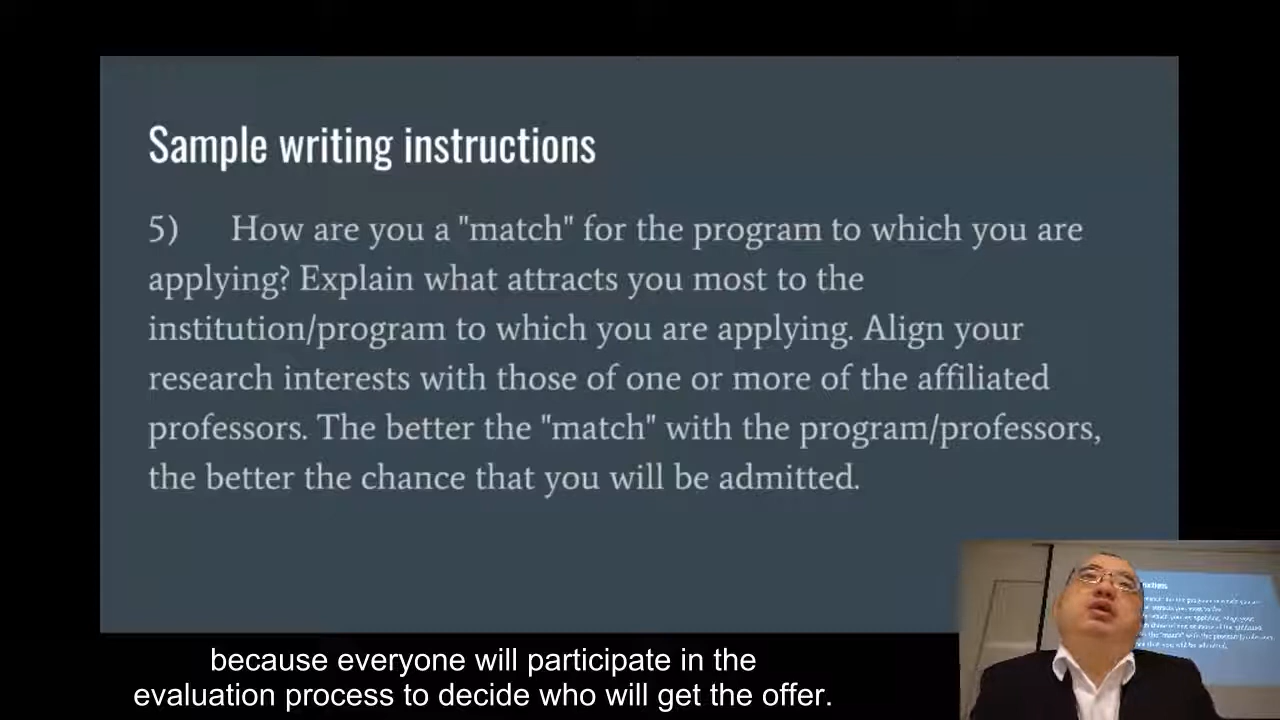 Sample writing instructions
5) How are you a "match" for the program to which you are
applying? Explain what attracts you most to the
institution/program to which you are applying. Align your
research interests with those of one or more of the affiliated
professors. The better the "match" with the program/professors,
the better the chance that you will be admitted.
because everyone will participate in the
evaluation process to decide who will get the offer.